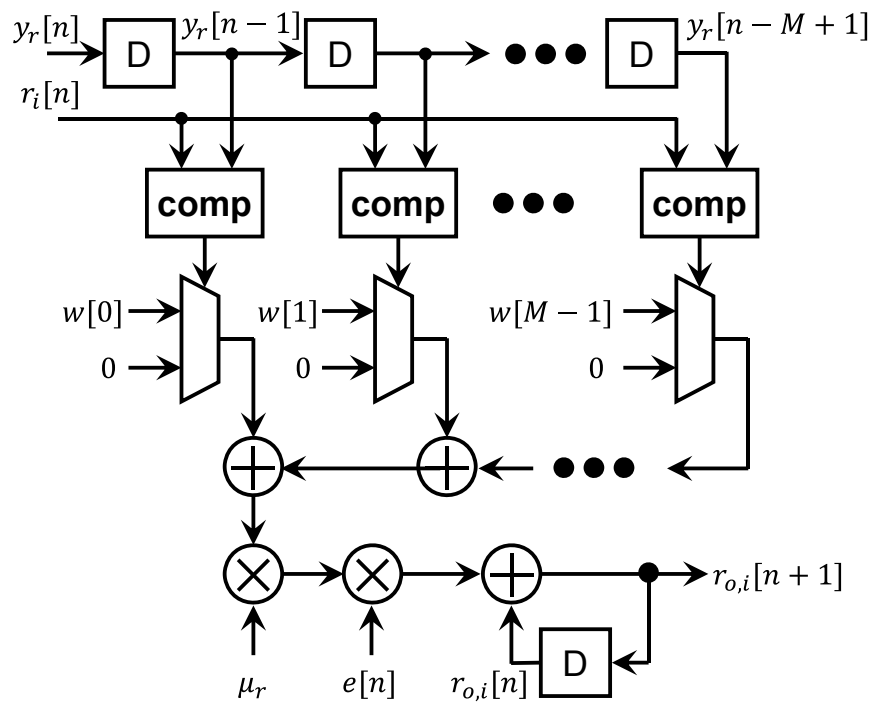 y_r[n] D y_r[n − 1] D D y_r[n − M + 1]
r_i[n]
comp comp comp
w[0] w[1] w[M − 1]
0 0 0
r_{o,i}[n + 1]
D
μ_r e[n] r_{o,i}[n]